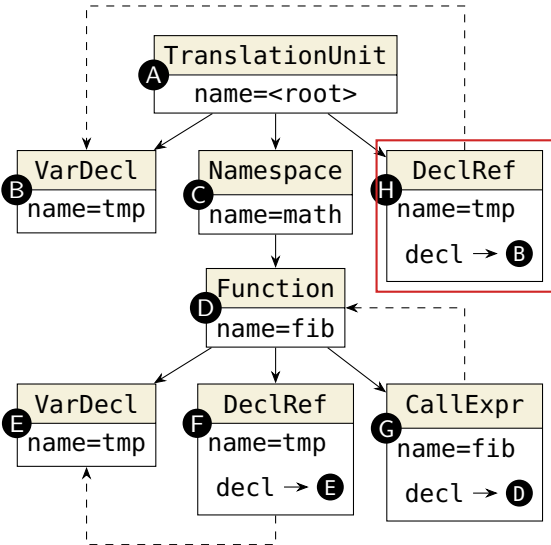 TranslationUnit
A
name=<root>
VarDecl
B
name=tmp
Namespace
C
name=math
DeclRef
H
name=tmp
decl → B
Function
D
name=fib
VarDecl
E
name=tmp
DeclRef
F
name=tmp
decl → E
CallExpr
G
name=fib
decl → D